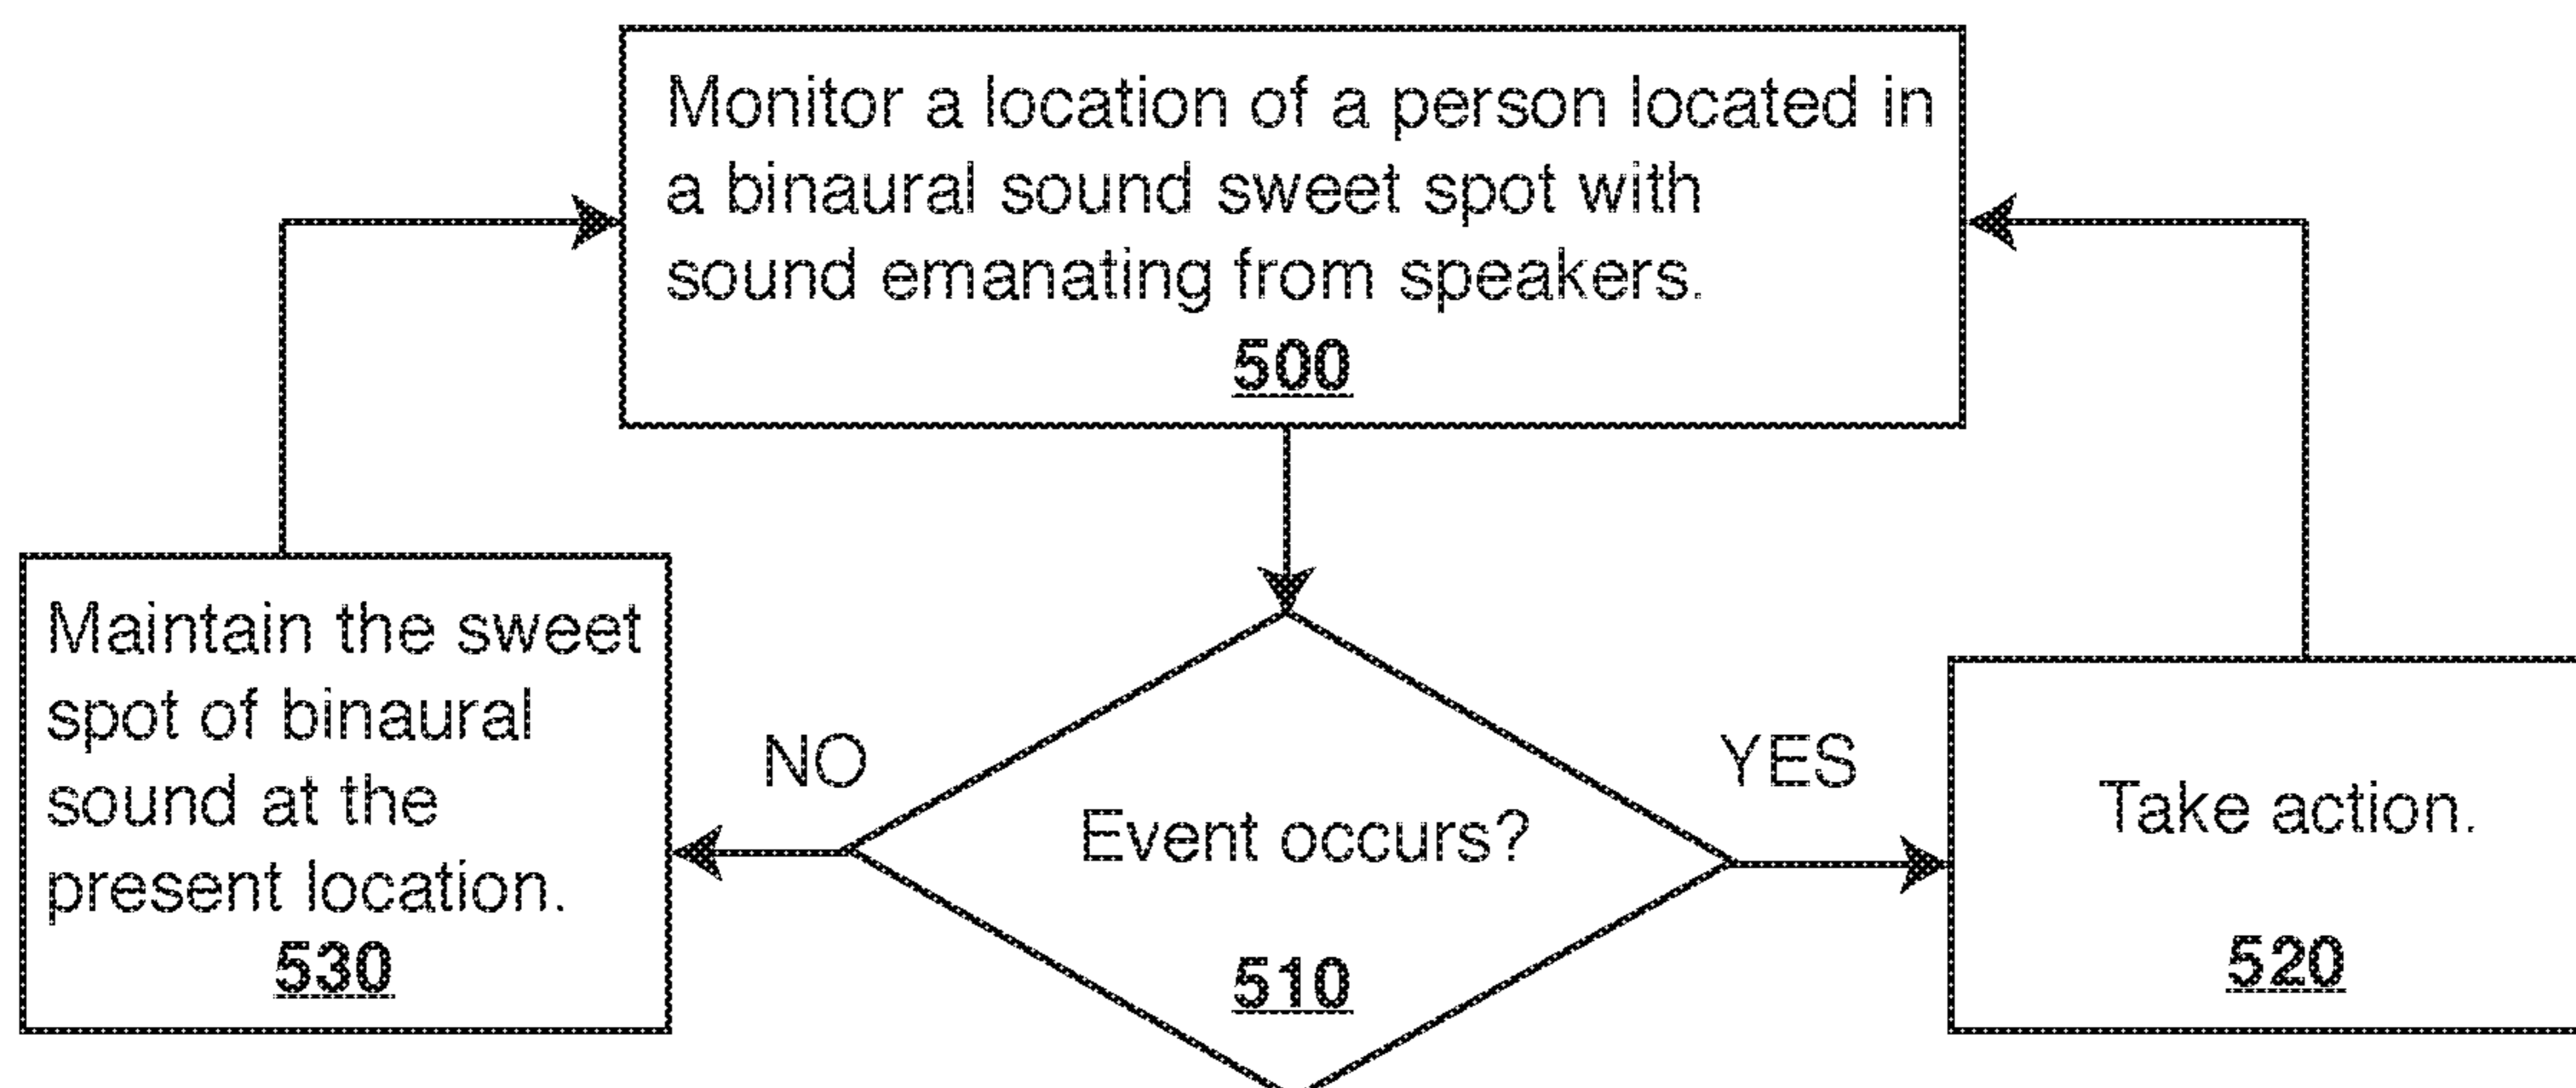 Monitor a location of a person located in
a binaural sound sweet spot with
sound emanating from speakers.
500
Maintain the sweet
spot of binaural
sound at the
present location.
530
NO
Event occurs?
510
YES
Take action.
520